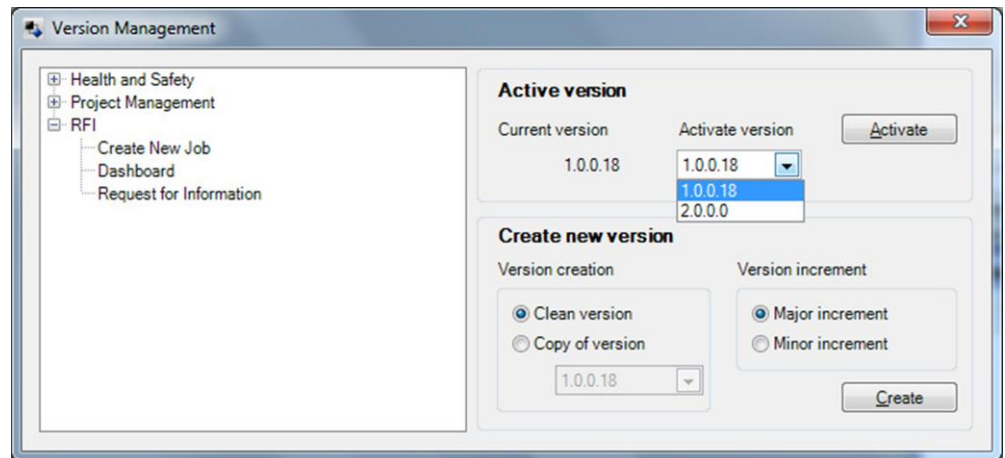 Version Management
Health and Safety
Project Management
RFI
Create New Job
Dashboard
Request for Information
Active version
Current version
Activate version
Activate
1.0.0.18
1.0.0.18
1.0.0.18
2.0.0.0
Create new version
Version creation
Version increment
Clean version
Major increment
Copy of version
Minor increment
1.0.0.18
Create